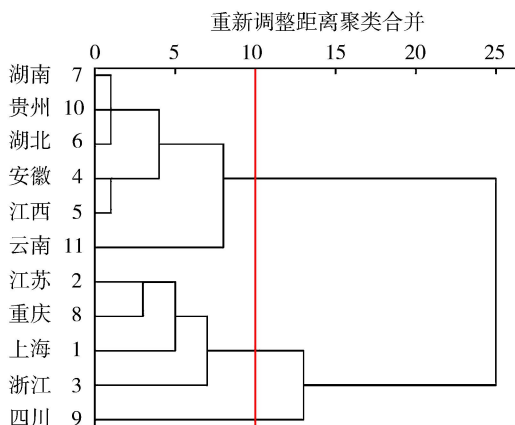 重新调整距离聚类合并
0 5 10 15 20 25
湖南 7
贵州 10
湖北 6
安徽 4
江西 5
云南 11
江苏 2
重庆 8
上海 1
浙江 3
四川 9